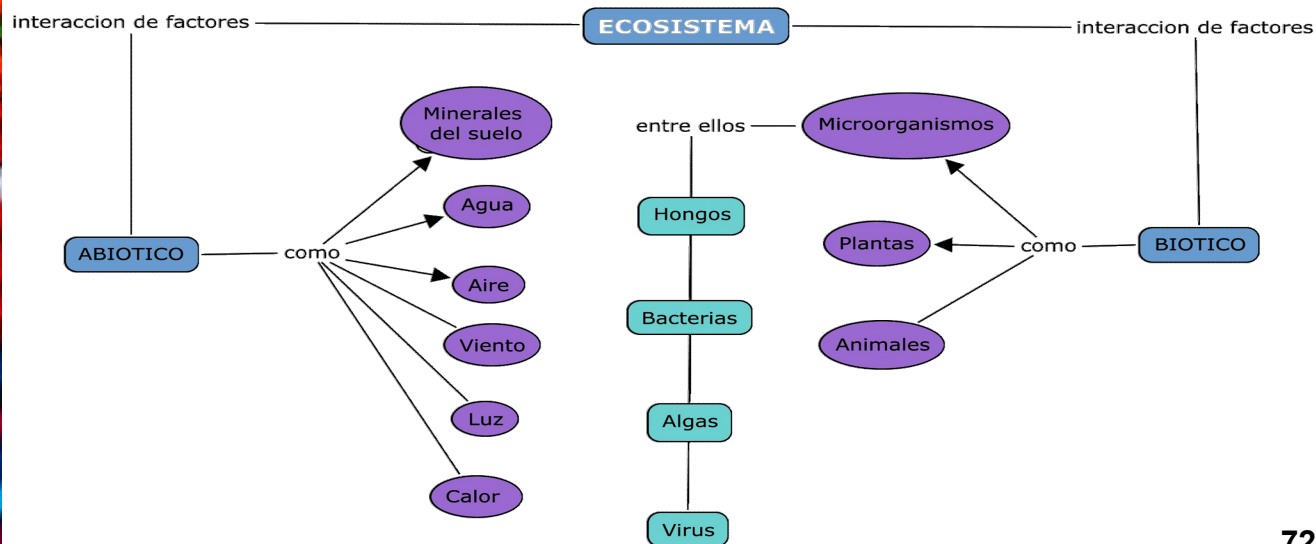 interaccion de factores
ECOSISTEMA
interaccion de factores
Minerales
del suelo
entre ellos
Microorganismos
Agua
Hongos
ABIOTICO
como
Plantas
como
BIOTICO
Aire
Bacterias
Viento
Animales
Luz
Algas
Calor
Virus
72